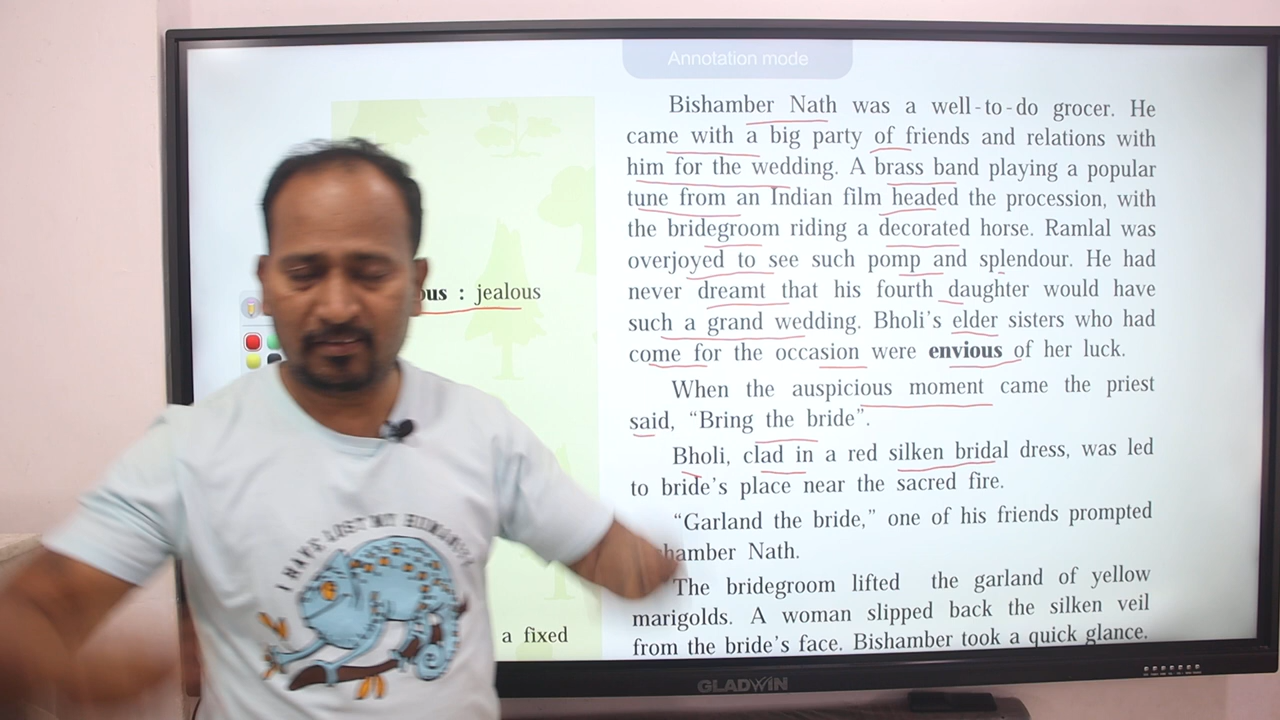 Annotation mode
Bishamber Nath was a well-to-do grocer. He
came with a big party of friends and relations with
him for the wedding. A brass band playing a popular
tune from an Indian film headed the procession, with
the bridegroom riding a decorated horse. Ramlal was
overjoyed to see such pomp and splendour. He had
never dreamt that his fourth daughter would have
such a grand wedding. Bholi's elder sisters who had
come for the occasion were envious of her luck.
When the auspicious moment came the priest
said, “Bring the bride”.
Bholi, clad in a red silken bridal dress, was led
to bride's place near the sacred fire.
“Garland the bride,” one of his friends prompted
hamber Nath.
The bridegroom lifted the garland of yellow
marigolds. A woman slipped back the silken veil
from the bride's face. Bishamber took a quick glance.
ous : jealous
a fixed
I HAVE LOST MY HUMANITY
GLADWIN